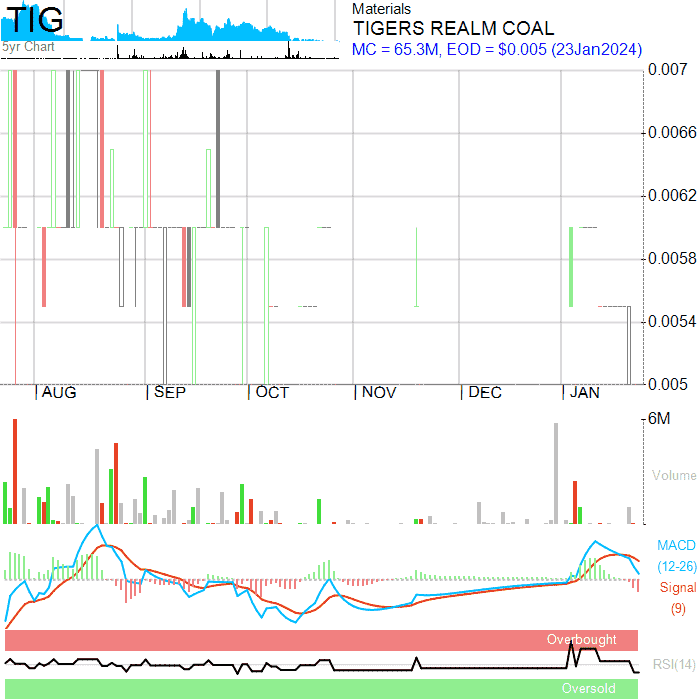 TIG
5yr Chart
Materials
TIGERS REALM COAL
MC = 65.3M, EOD = $0.005 (23Jan2024)
0.007
0.0066
0.0062
0.0058
0.0054
0.005
AUG SEP OCT NOV DEC JAN
6M
Volume
MACD
(12-26)
Signal
(9)
Overbought
RSI(14)
Oversold